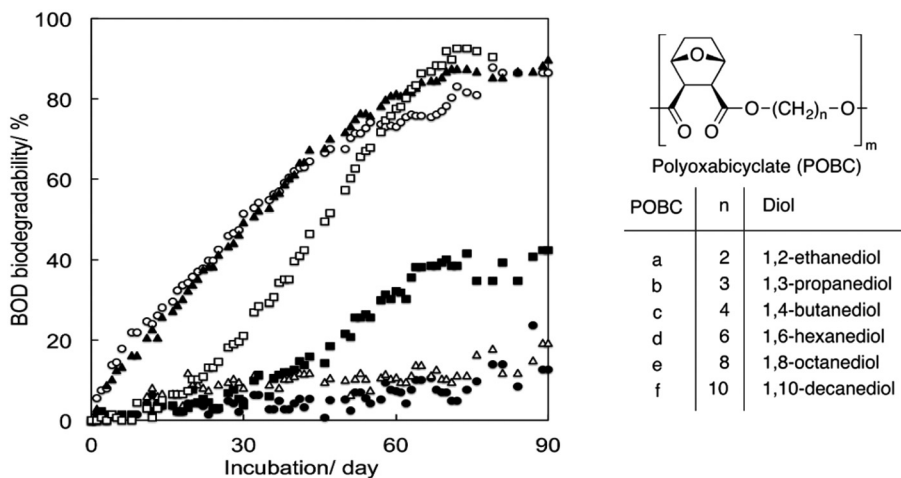 100
80
60
40
20
0
0
30
60
90
BOD biodegradability/ %
Incubation/ day
O
O
O
O–(CH₂)ₙ–O
m
Polyoxabicyclate (POBC)
POBC n Diol
a 2 1,2-ethanediol
b 3 1,3-propanediol
c 4 1,4-butanediol
d 6 1,6-hexanediol
e 8 1,8-octanediol
f 10 1,10-decanediol